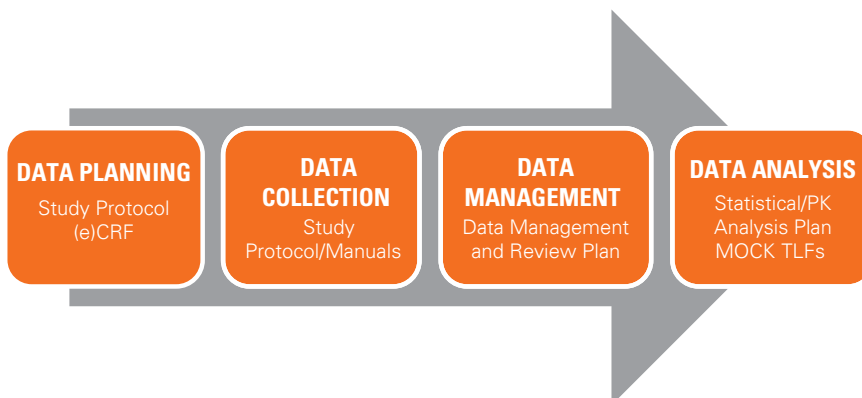 DATA PLANNING
Study Protocol
(e)CRF
DATA
COLLECTION
Study
Protocol/Manuals
DATA
MANAGEMENT
Data Management
and Review Plan
DATA ANALYSIS
Statistical/PK
Analysis Plan
MOCK TLFs